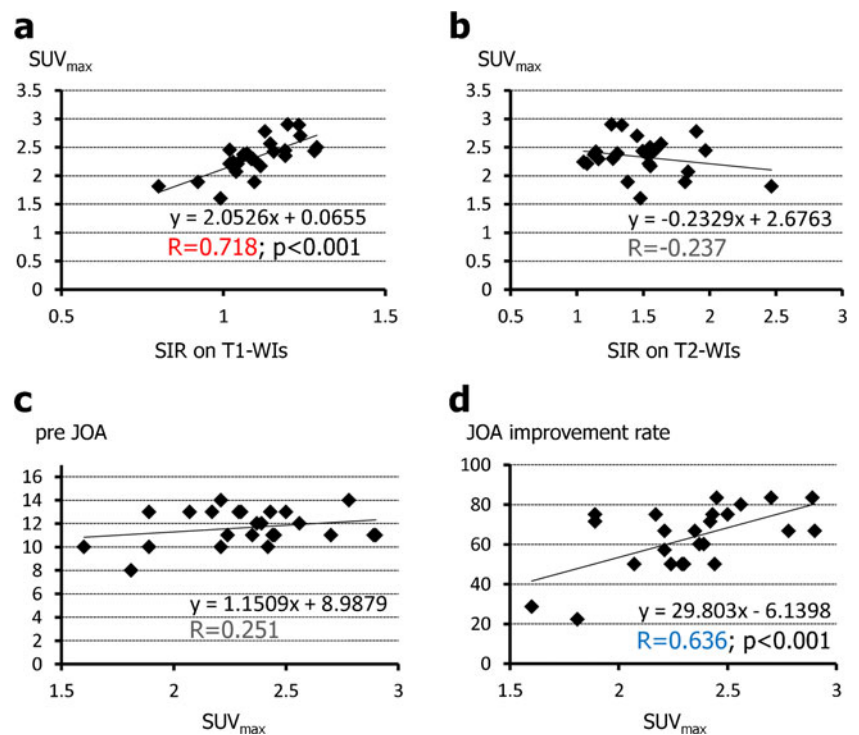 a
SUVmax
3.5
3
2.5
2
1.5
1
0.5
0
y = 2.0526x + 0.0655
R=0.718; p<0.001
0.5 1 1.5
SIR on T1-WIs
b
SUVmax
3.5
3
2.5
2
1.5
1
0.5
0
y = -0.2329x + 2.6763
R=-0.237
0.5 1 1.5 2 2.5 3
SIR on T2-WIs
c
pre JOA
16
14
12
10
8
6
4
2
0
y = 1.1509x + 8.9879
R=0.251
1.5 2 2.5 3
SUVmax
d
JOA improvement rate
100
80
60
40
20
0
y = 29.803x - 6.1398
R=0.636; p<0.001
1.5 2 2.5 3
SUVmax